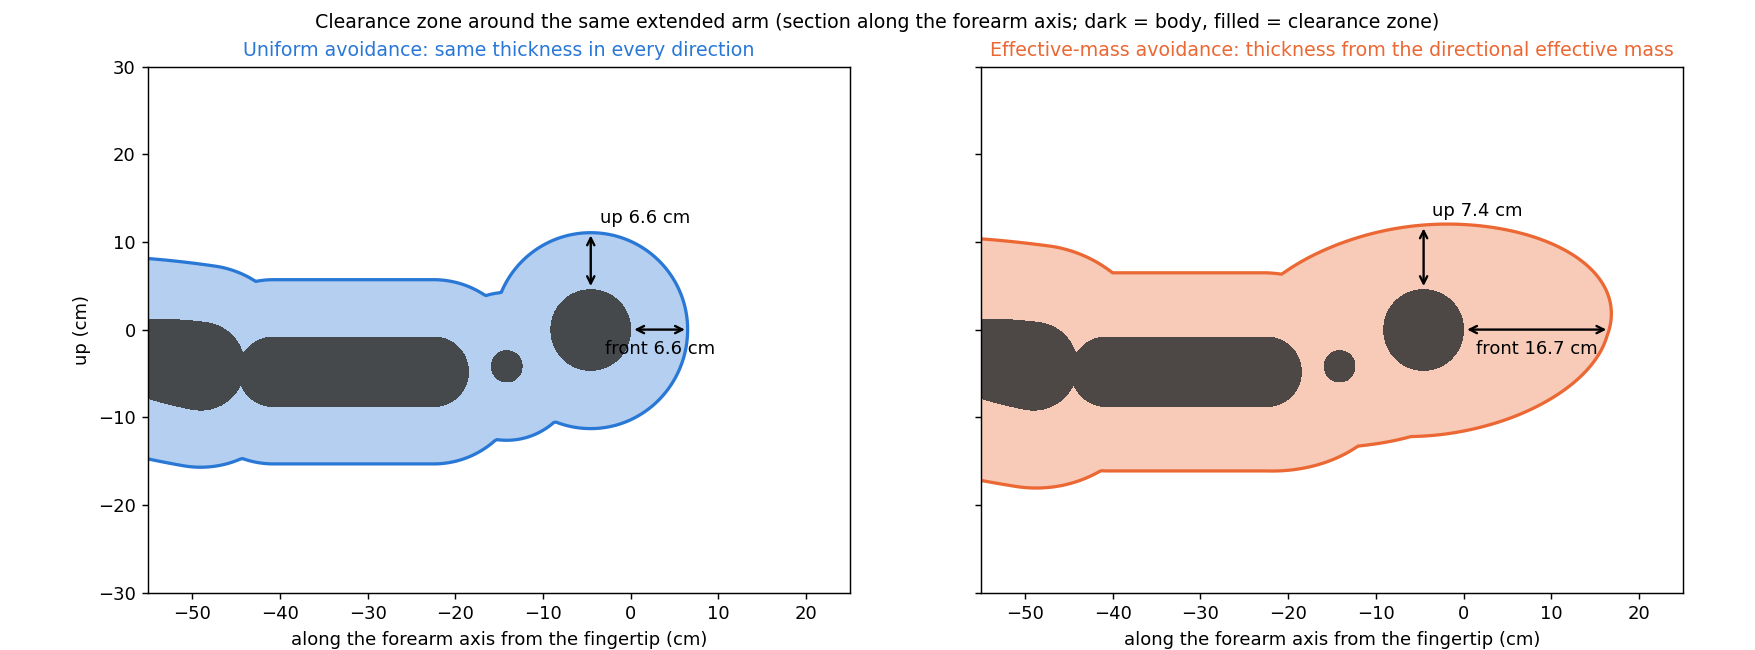 Clearance zone around the same extended arm (section along the forearm axis; dark = body, filled = clearance zone)
Uniform avoidance: same thickness in every direction
30
20
10
0
−10
−20
−30
up (cm)
up 6.6 cm
front 6.6 cm
−50
−40
−30
−20
−10
0
10
20
along the forearm axis from the fingertip (cm)
Effective-mass avoidance: thickness from the directional effective mass
up 7.4 cm
front 16.7 cm
−50
−40
−30
−20
−10
0
10
20
along the forearm axis from the fingertip (cm)